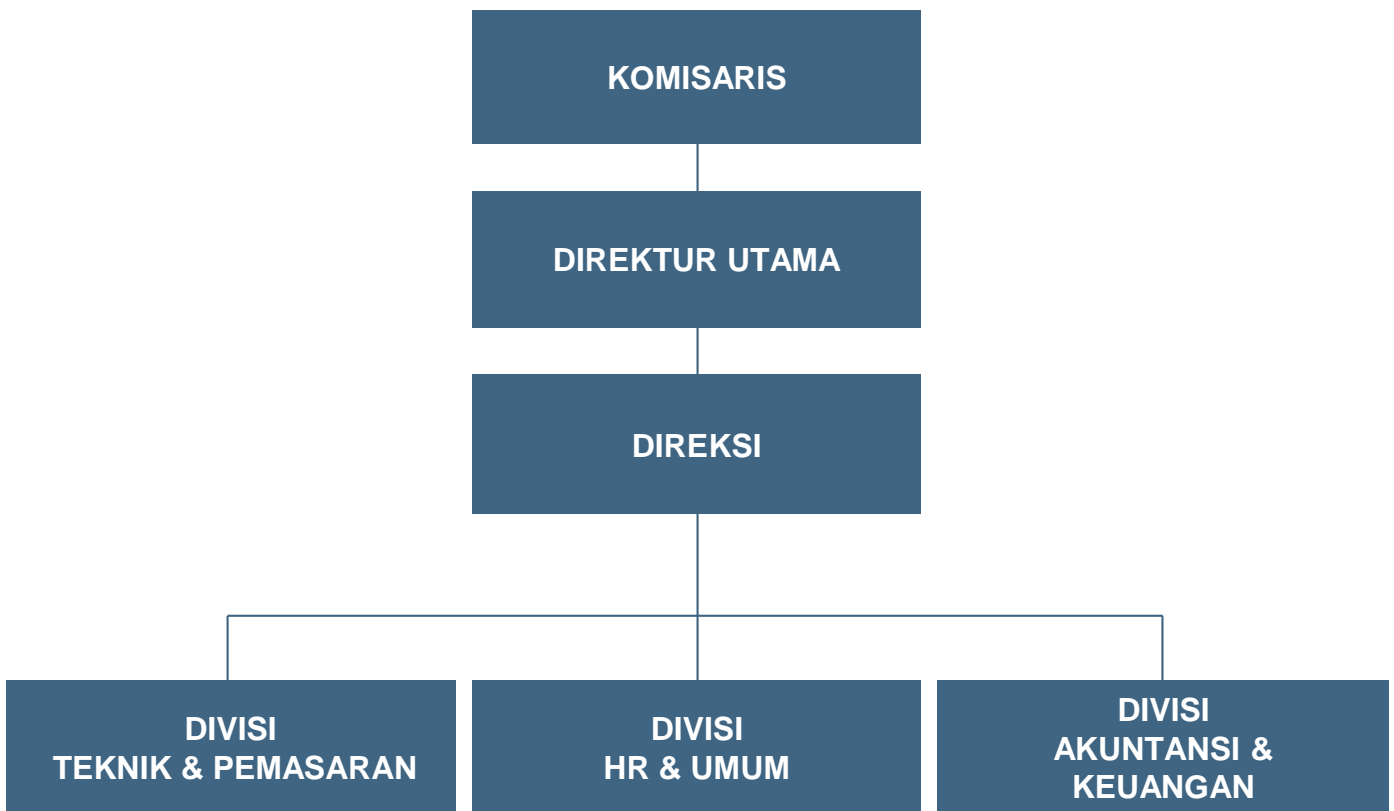 KOMISARIS
DIREKTUR UTAMA
DIREKSI
DIVISI
TEKNIK & PEMASARAN
DIVISI
HR & UMUM
DIVISI
AKUNTANSI &
KEUANGAN